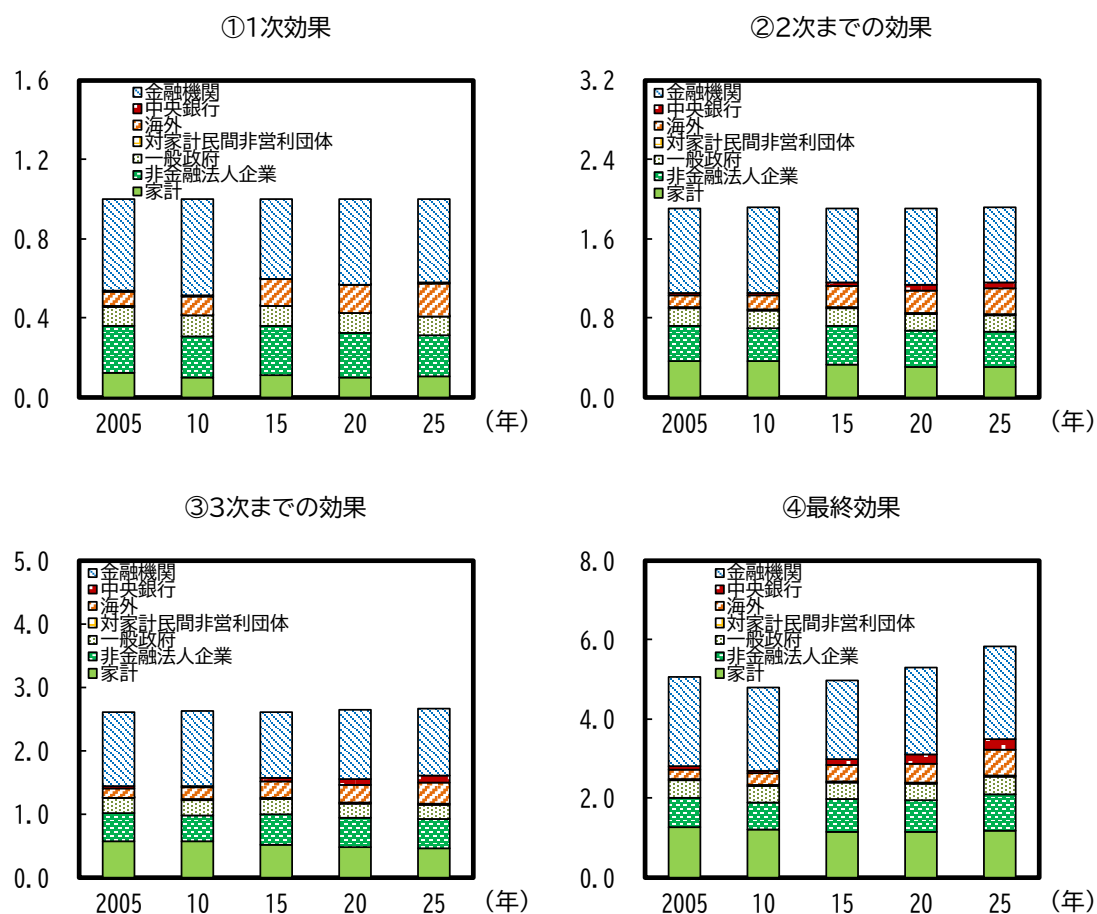 ①1次効果
1.6
1.2
0.8
0.4
0.0
金融機関
中央銀行
海外
対家計民間非営利団体
一般政府
非金融法人企業
家計
2005 10 15 20 25 (年)
②2次までの効果
3.2
2.4
1.6
0.8
0.0
金融機関
中央銀行
海外
対家計民間非営利団体
一般政府
非金融法人企業
家計
2005 10 15 20 25 (年)
③3次までの効果
5.0
4.0
3.0
2.0
1.0
0.0
金融機関
中央銀行
海外
対家計民間非営利団体
一般政府
非金融法人企業
家計
2005 10 15 20 25 (年)
④最終効果
8.0
6.0
4.0
2.0
0.0
金融機関
中央銀行
海外
対家計民間非営利団体
一般政府
非金融法人企業
家計
2005 10 15 20 25 (年)